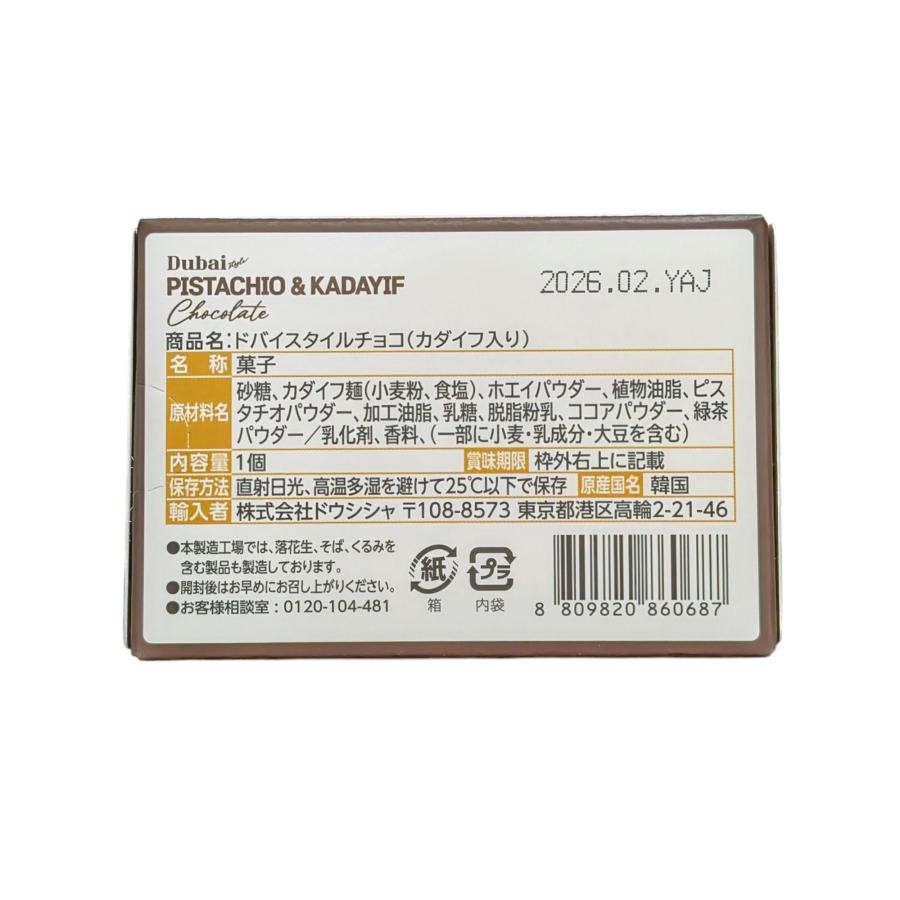 Dubai style
PISTACHIO & KADAYIF
Chocolate
2026.02.YAJ
商品名:ドバイスタイルチョコ(カダイフ入り)
名 称 菓子
原材料名 砂糖、カダイフ麺(小麦粉、食塩)、ホエイパウダー、植物油脂、ピス
タチオパウダー、加工油脂、乳糖、脱脂粉乳、ココアパウダー、緑茶
パウダー/乳化剤、香料、(一部に小麦・乳成分・大豆を含む)
内容量 1個 賞味期限 枠外右上に記載
保存方法 直射日光、高温多湿を避けて25℃以下で保存 原産国名 韓国
輸入者 株式会社ドウシシャ 〒108-8573 東京都港区高輪2-21-46
●本製造工場では、落花生、そば、くるみを
含む製品も製造しております。
●開封後はお早めにお召し上がりください。
●お客様相談室:0120-104-481
紙 プラ
箱 内袋
8 809820 860687